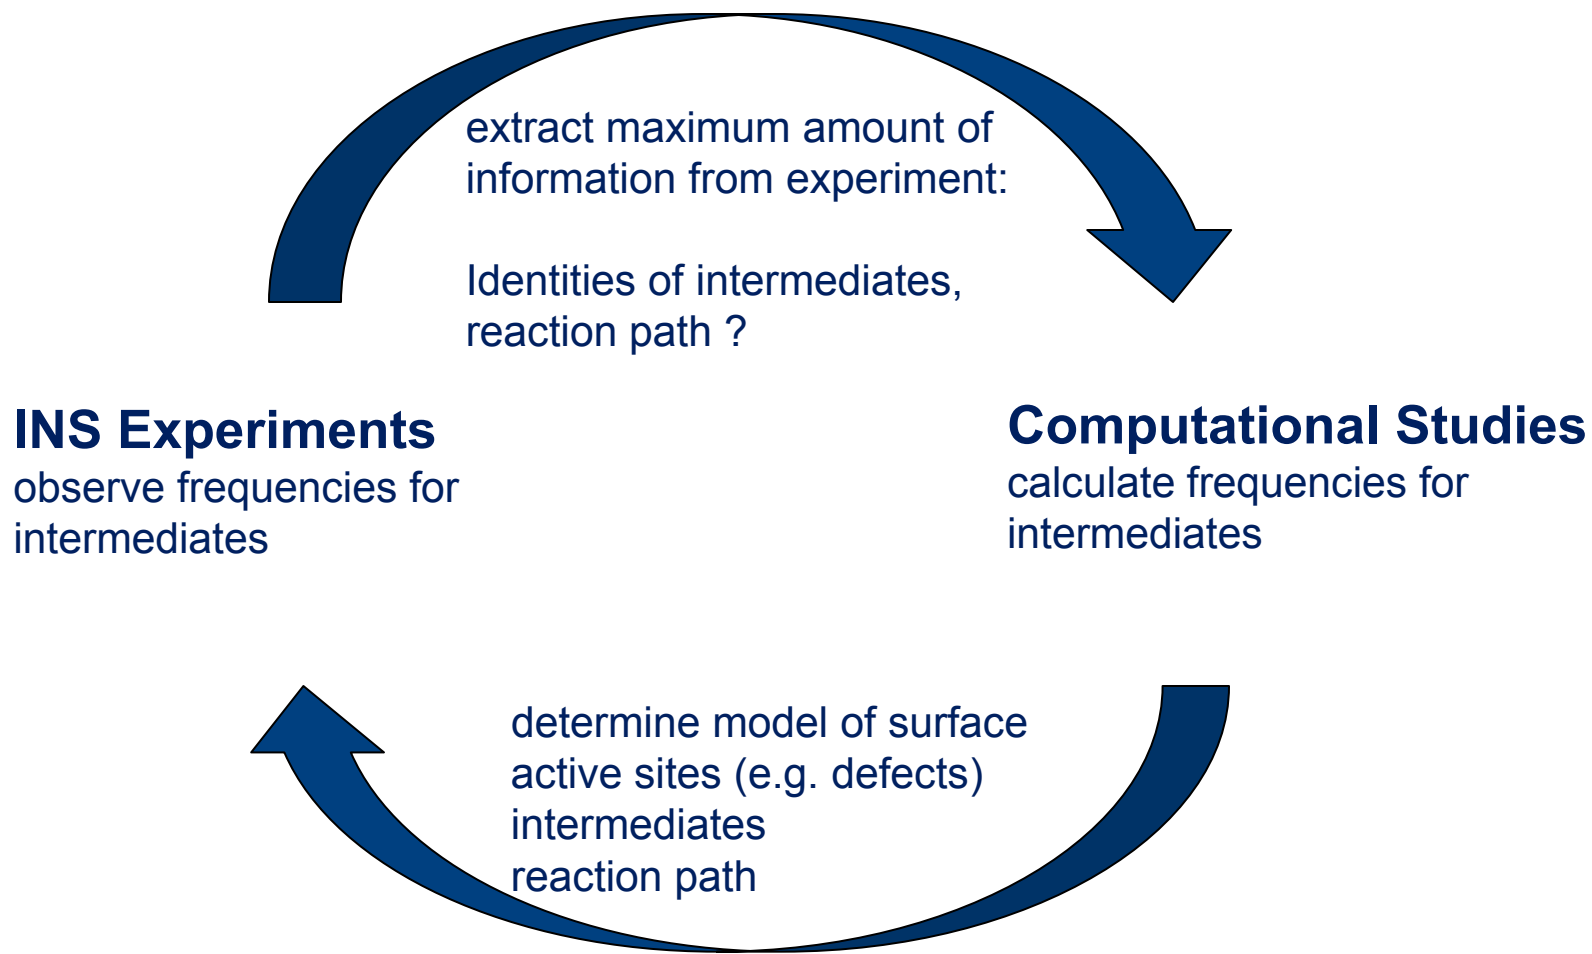 extract maximum amount of
information from experiment:
Identities of intermediates,
reaction path ?
INS Experiments
observe frequencies for
intermediates
Computational Studies
calculate frequencies for
intermediates
determine model of surface
active sites (e.g. defects)
intermediates
reaction path